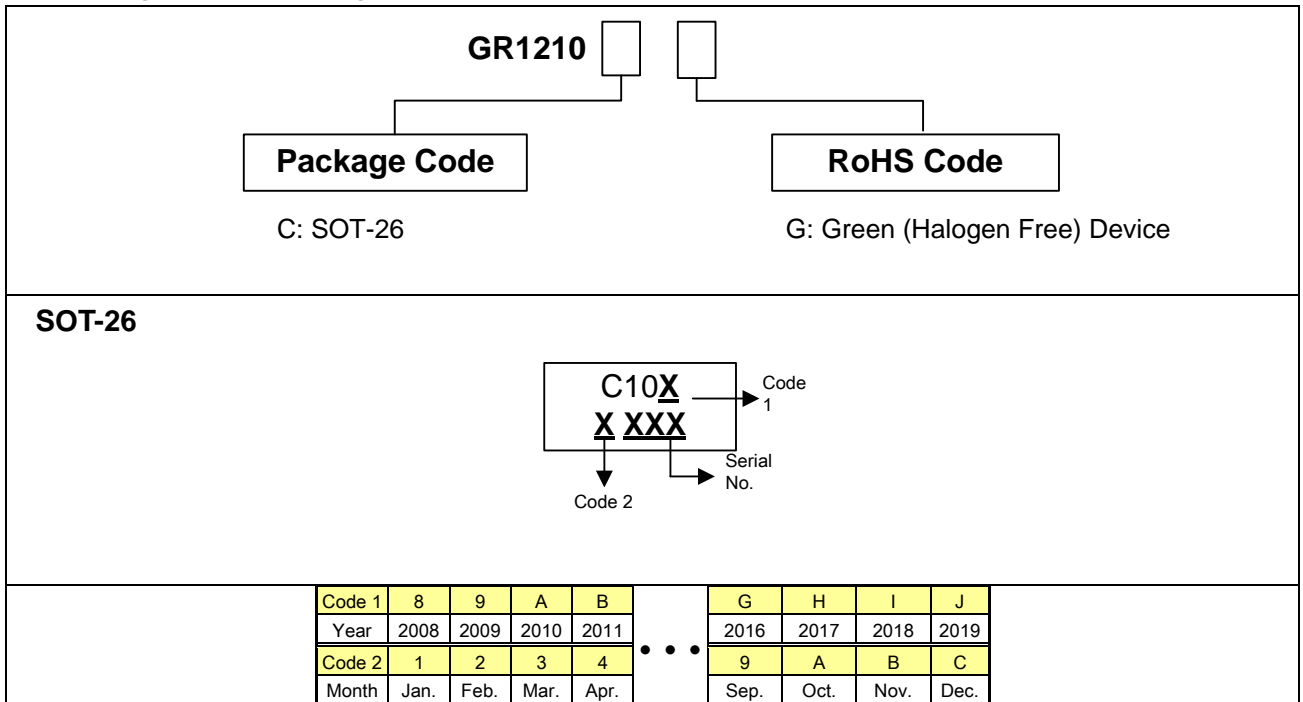 GR1210
Package Code RoHS Code
C: SOT-26 G: Green (Halogen Free) Device
SOT-26
C10X
X XXX
Code
1
Serial
No.
Code 2
Code 1 8 9 A B G H I J
Year 2008 2009 2010 2011 • • • 2016 2017 2018 2019
Code 2 1 2 3 4 9 A B C
Month Jan. Feb. Mar. Apr. Sep. Oct. Nov. Dec.